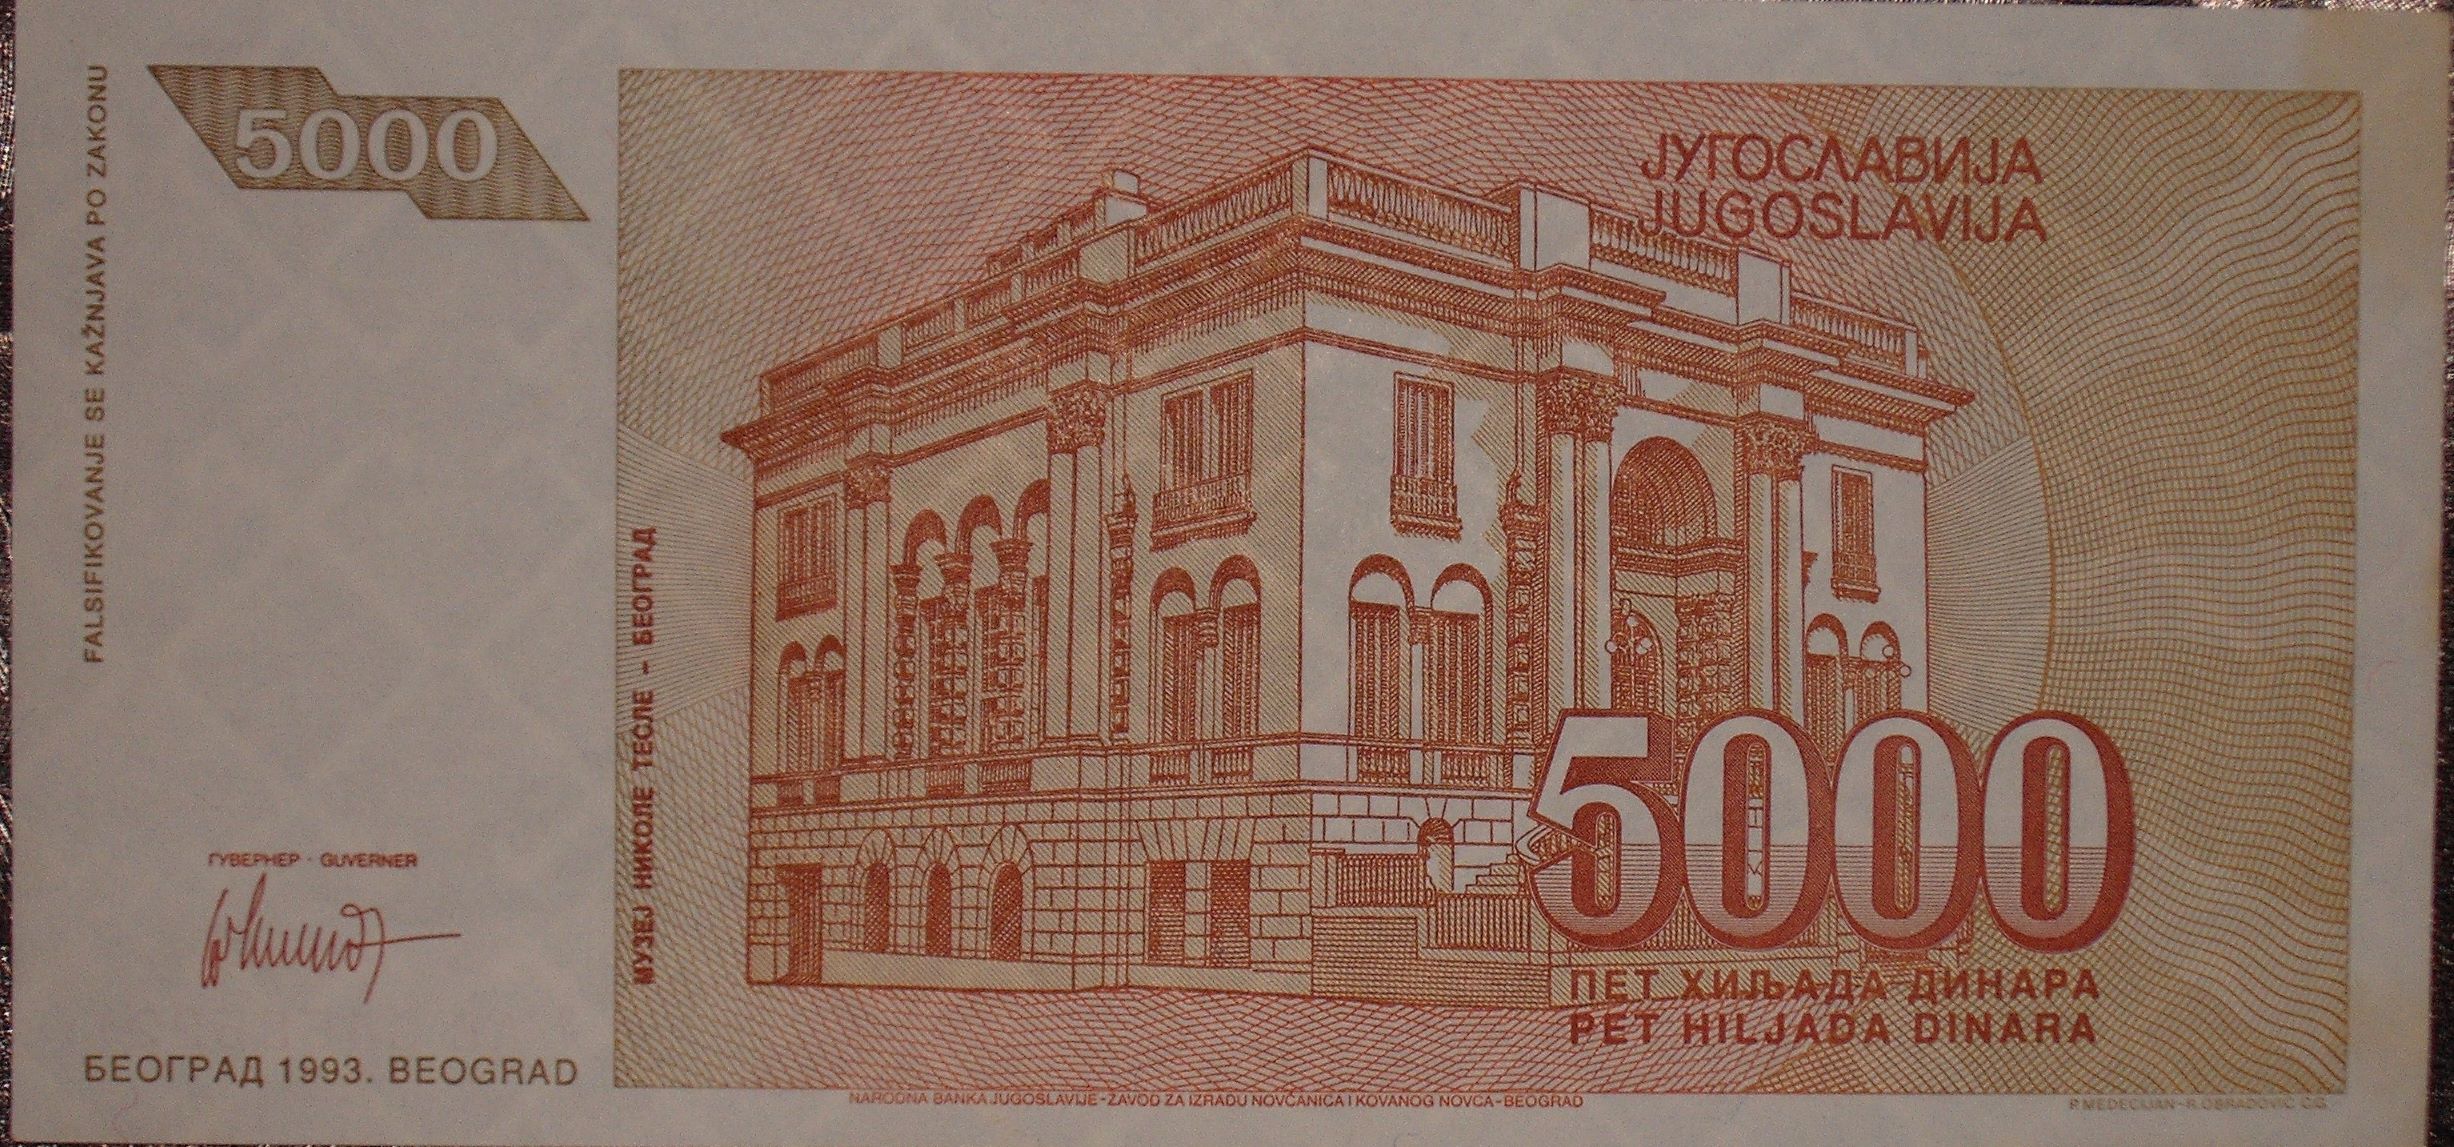 FALSIFIKOVANJE SE KAŽNJAVA PO ZAKONU
5000
ЈУГОСЛАВИЈА
JUGOSLAVIJA
МУЗЕЈ НИКОЛЕ ТЕСЛЕ - БЕОГРАД
ГУВЕРНЕР · GUVERNER
5000
ПЕТ ХИЉАДА ДИНАРА
PET HILJADA DINARA
БЕОГРАД 1993. BEOGRAD
NARODNA BANKA JUGOSLAVIJE-ZAVOD ZA IZRADU NOVČANICA I KOVANOG NOVCA-BEOGRAD
R.OBRADOVIĆ